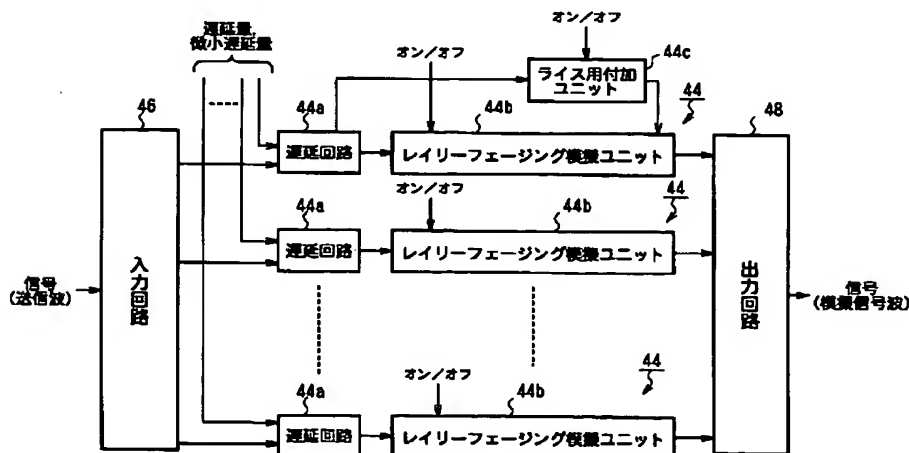 遅延量,
微小遅延量
オン/オフ
オン/オフ
44c
ライス用付加
ユニット
46
44a
44b
44
48
遅延回路
レイリーフェージング模擬ユニット
オン/オフ
44
44a
44b
遅延回路
レイリーフェージング模擬ユニット
信号
(送信波)
入力回路
出力回路
信号
(模擬信号波)
オン/オフ
44
44a
44b
遅延回路
レイリーフェージング模擬ユニット